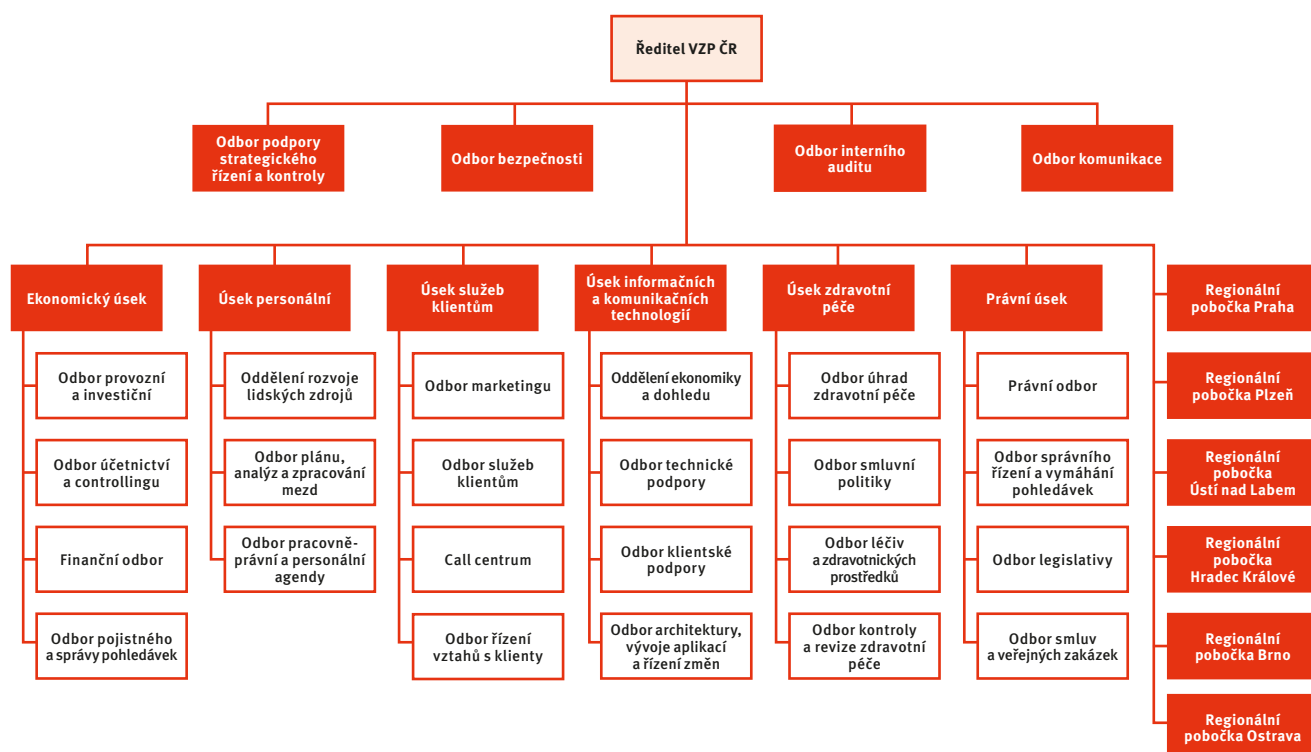 Ředitel VZP ČR
Odbor podpory
strategického
řízení a kontroly
Odbor bezpečnosti
Odbor interního
auditu
Odbor komunikace
Ekonomický úsek
Odbor provozní
a investiční
Odbor účetnictví
a controllingu
Finanční odbor
Odbor pojistného
a správy pohledávek
Úsek personální
Oddělení rozvoje
lidských zdrojů
Odbor plánu,
analýz a zpracování
mezd
Odbor pracovně-
právní a personální
agendy
Úsek služeb
klientům
Odbor marketingu
Odbor služeb
klientům
Call centrum
Odbor řízení
vztahů s klienty
Úsek informačních
a komunikačních
technologií
Oddělení ekonomiky
a dohledu
Odbor technické
podpory
Odbor klientské
podpory
Odbor architektury,
vývoje aplikací
a řízení změn
Úsek zdravotní
péče
Odbor úhrad
zdravotní péče
Odbor smluvní
politiky
Odbor léčiv
a zdravotnických
prostředků
Odbor kontroly
a revize zdravotní
péče
Právní úsek
Právní odbor
Odbor správního
řízení a vymáhání
pohledávek
Odbor legislativy
Odbor smluv
a veřejných zakázek
Regionální
pobočka Praha
Regionální
pobočka Plzeň
Regionální
pobočka
Ústí nad Labem
Regionální
pobočka
Hradec Králové
Regionální
pobočka Brno
Regionální
pobočka Ostrava